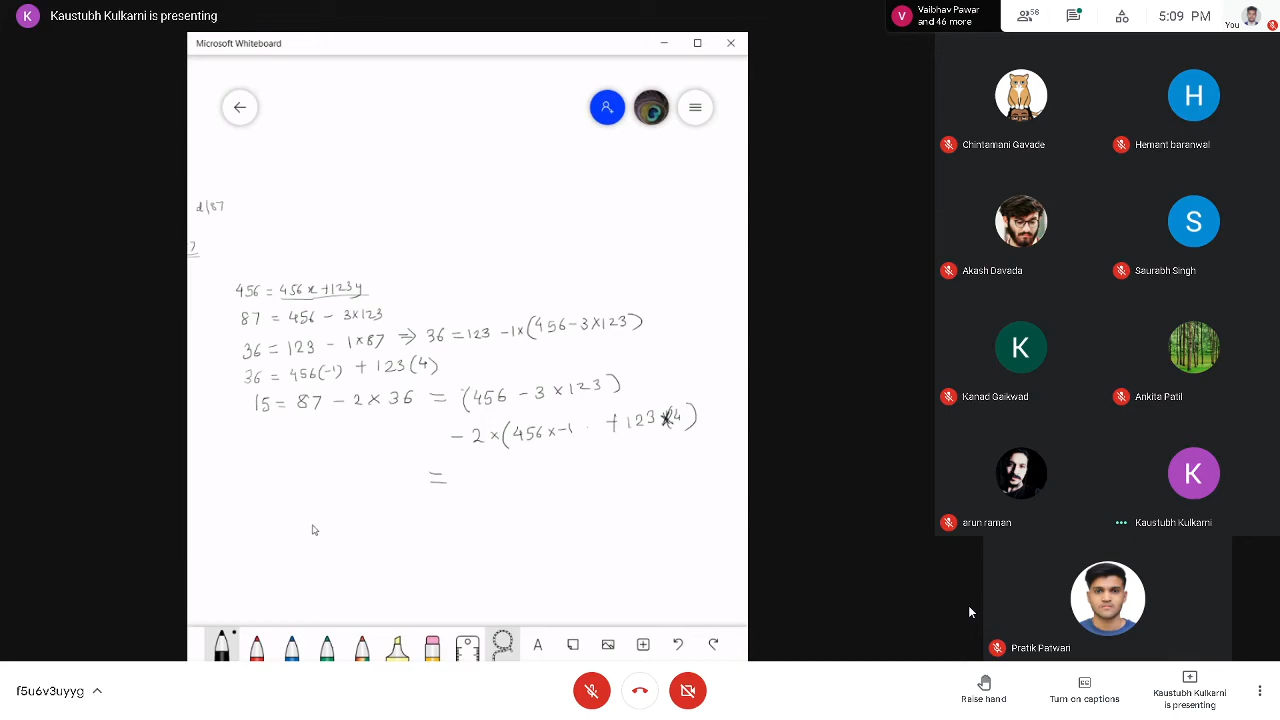 K Kaustubh Kulkarni is presenting
V Vaibhav Pawar and 46 more
58
5:09 PM
You
Microsoft Whiteboard
d/87
7
456 = 456x + 123y
87 = 456 - 3×123
36 = 123 - 1×87 ⇒ 36 = 123 - 1×(456-3×123)
36 = 456(-1) + 123(4)
15 = 87 - 2 × 36 = (456 - 3 × 123)
- 2 ×(456×-1 + 123×4)
=
A
H
Chintamani Gavade
Hemant baranwal
S
Akash Davada
Saurabh Singh
K
Kanad Gaikwad
Ankita Patil
K
arun raman
Kaustubh Kulkarni
Pratik Patwari
f5u6v3uyyg
Raise hand
Turn on captions
Kaustubh Kulkarni is presenting